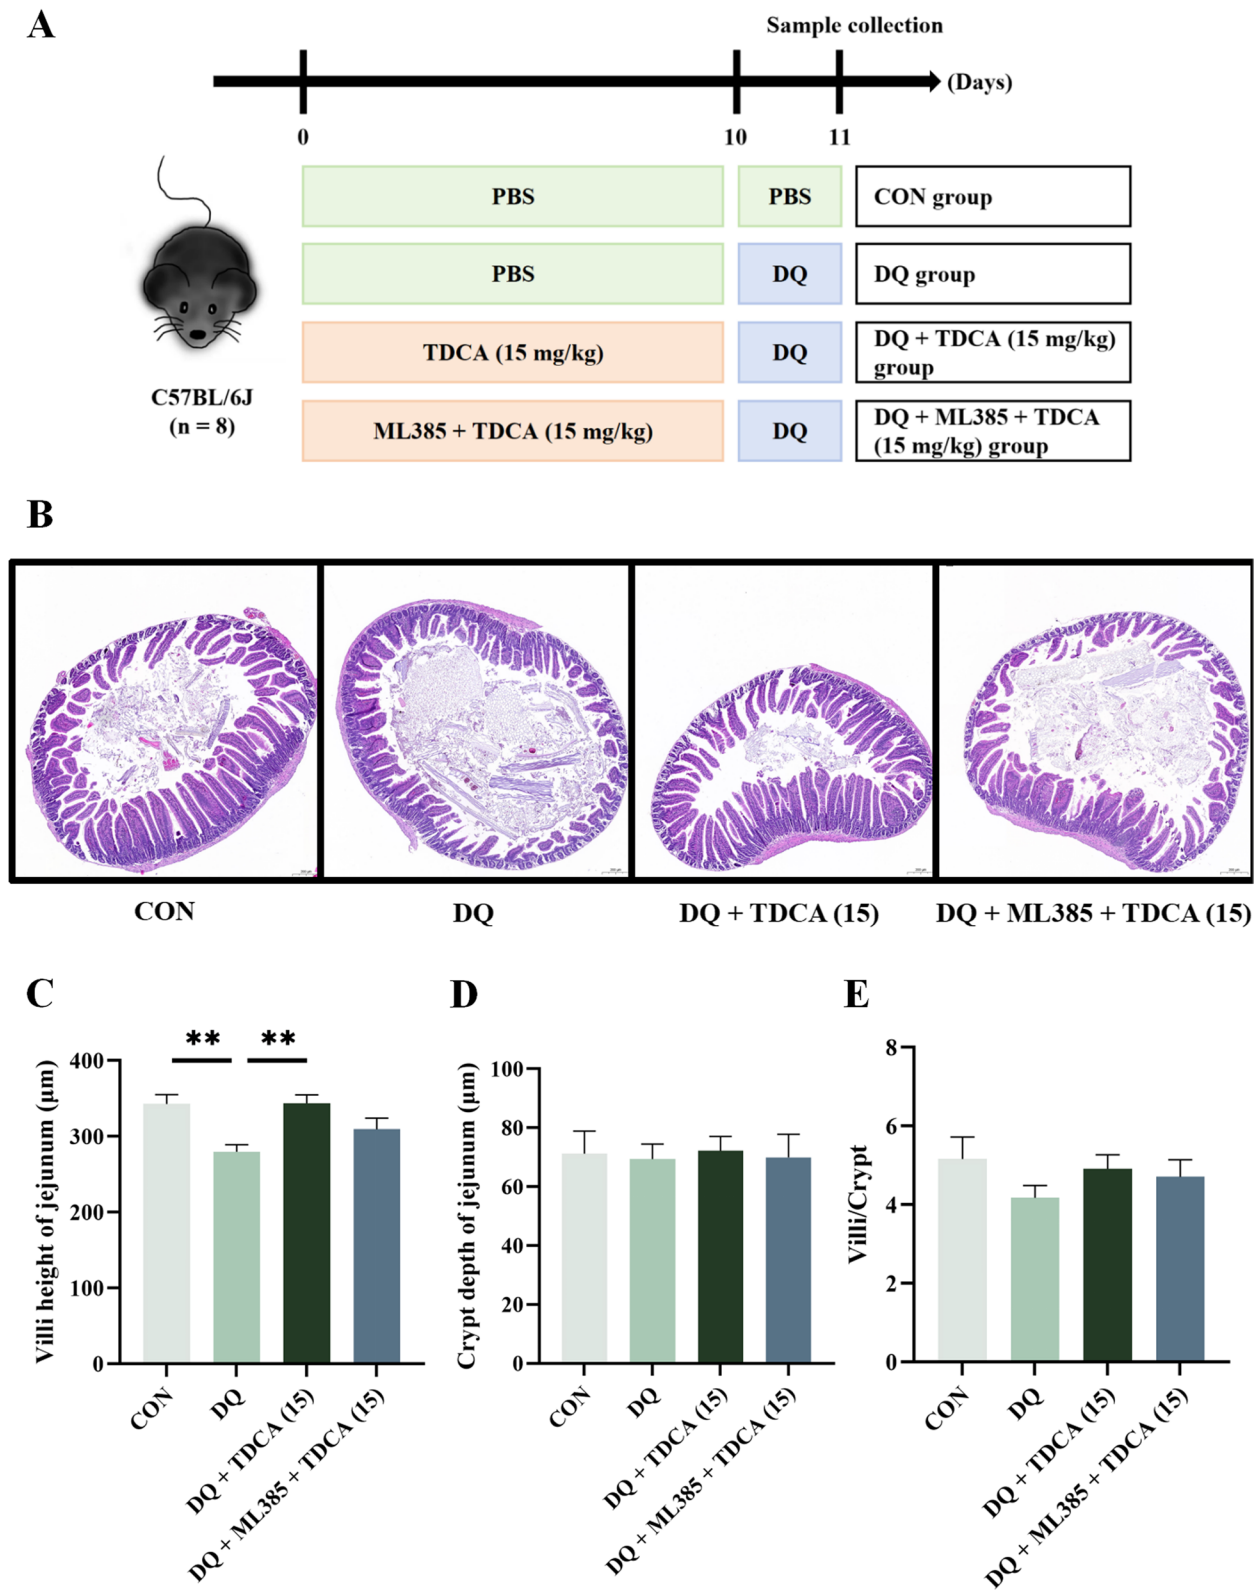 A
Sample collection
(Days)
0
10
11
PBS
PBS
CON group
PBS
DQ
DQ group
TDCA (15 mg/kg)
DQ
DQ + TDCA (15 mg/kg)
group
ML385 + TDCA (15 mg/kg)
DQ
DQ + ML385 + TDCA
(15 mg/kg) group
C57BL/6J
(n = 8)
B
CON
DQ
DQ + TDCA (15)
DQ + ML385 + TDCA (15)
C
Villi height of jejunum (μm)
**
**
400
300
200
100
0
CON
DQ
DQ + TDCA (15)
DQ + ML385 + TDCA (15)
D
Crypt depth of jejunum (μm)
100
80
60
40
20
0
CON
DQ
DQ + TDCA (15)
DQ + ML385 + TDCA (15)
E
Villi/Crypt
8
6
4
2
0
CON
DQ
DQ + TDCA (15)
DQ + ML385 + TDCA (15)